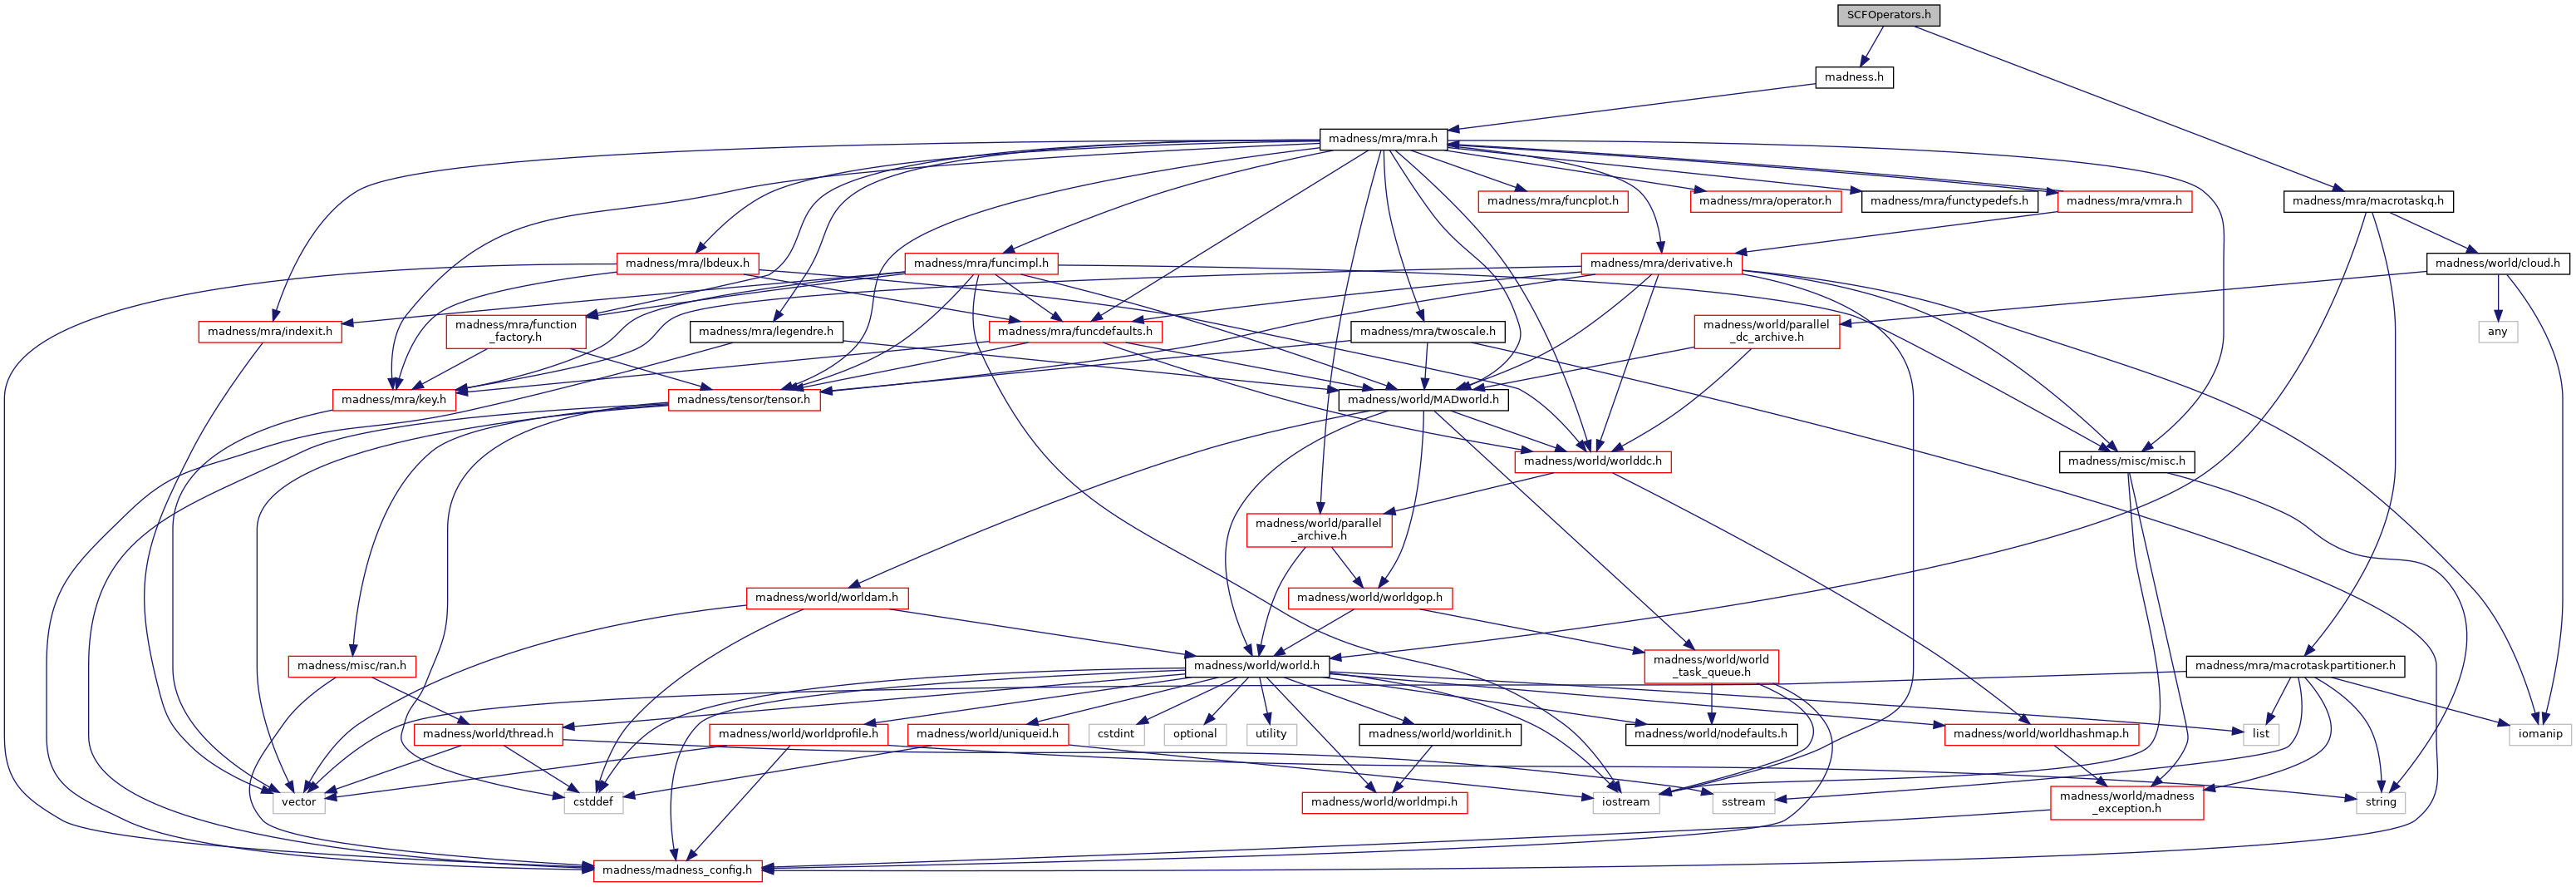 SCFOperators.h
madness.h
madness/mra/mra.h
madness/mra/funcplot.h
madness/mra/operator.h
madness/mra/functypedefs.h
madness/mra/vmra.h
madness/mra/macrotaskq.h
madness/mra/lbdeux.h
madness/mra/funcimpl.h
madness/mra/derivative.h
madness/world/cloud.h
madness/mra/indexit.h
madness/mra/function
_factory.h
madness/mra/legendre.h
madness/mra/funcdefaults.h
madness/mra/twoscale.h
madness/world/parallel
_dc_archive.h
any
madness/mra/key.h
madness/tensor/tensor.h
madness/world/MADworld.h
madness/world/worlddc.h
madness/misc/misc.h
madness/world/parallel
_archive.h
madness/world/worldam.h
madness/world/worldgop.h
madness/misc/ran.h
madness/world/world.h
madness/world/world
_task_queue.h
madness/mra/macrotaskpartitioner.h
madness/world/thread.h
madness/world/worldprofile.h
madness/world/uniqueid.h
cstdint
optional
utility
madness/world/worldinit.h
madness/world/nodefaults.h
madness/world/worldhashmap.h
list
iomanip
vector
cstddef
madness/world/worldmpi.h
iostream
sstream
madness/world/madness
_exception.h
string
madness/madness_config.h